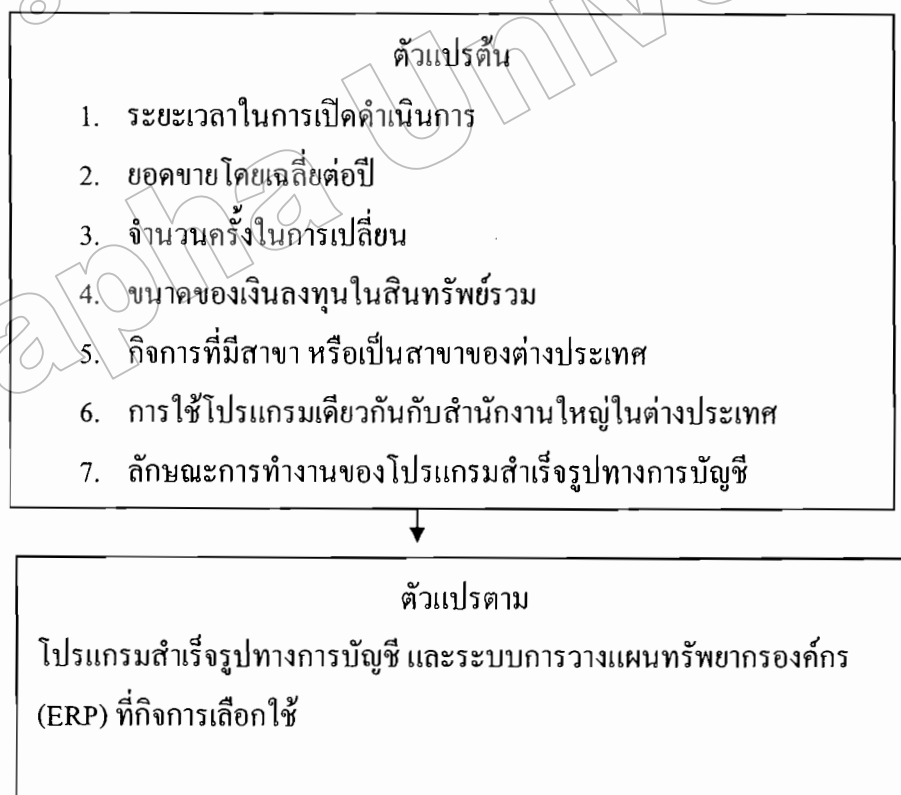 ตัวแปรต้น
1. ระยะเวลาในการเปิดดำเนินการ
2. ยอดขายโดยเฉลี่ยต่อปี
3. จำนวนครั้งในการเปลี่ยน
4. ขนาดของเงินลงทุนในสินทรัพย์รวม
5. กิจการที่มีสาขา หรือเป็นสาขาของต่างประเทศ
6. การใช้โปรแกรมเดียวกันกับสำนักงานใหญ่ในต่างประเทศ
7. ลักษณะการทำงานของโปรแกรมสำเร็จรูปทางการบัญชี
ตัวแปรตาม
โปรแกรมสำเร็จรูปทางการบัญชี และระบบการวางแผนทรัพยากรองค์กร
(ERP) ที่กิจการเลือกใช้